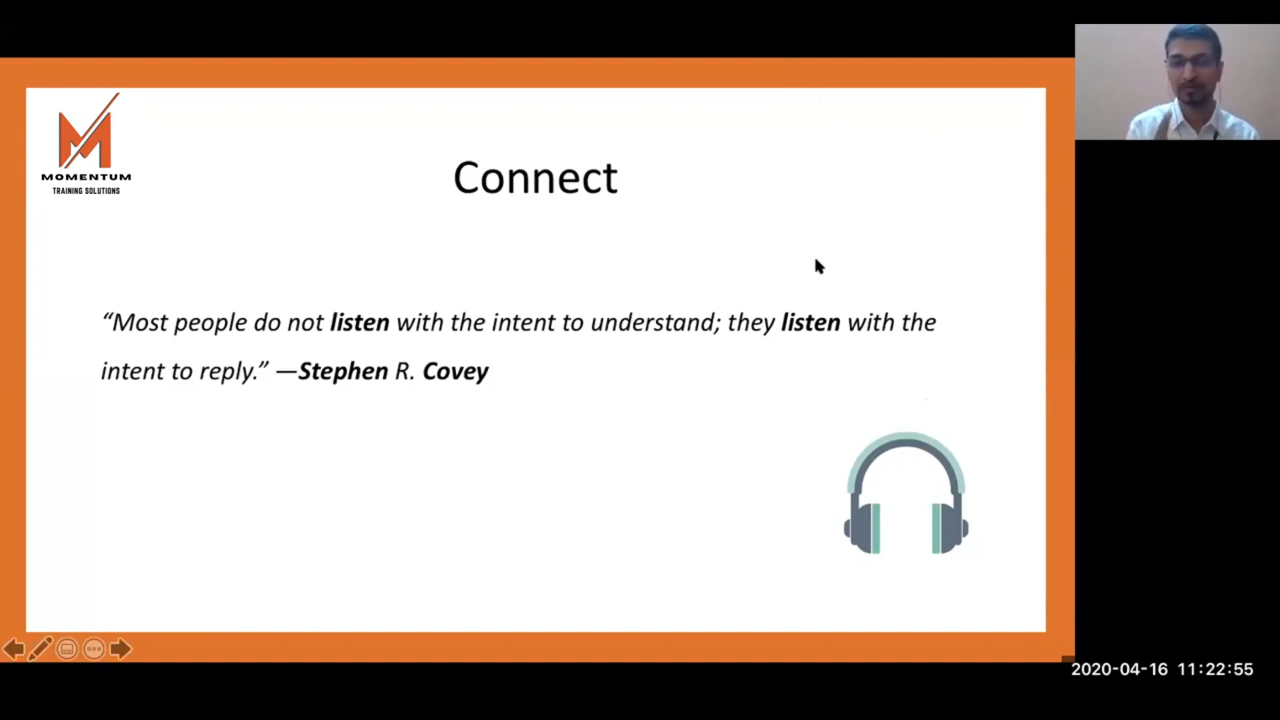 MOMENTUM
TRAINING SOLUTIONS
Connect
“Most people do not listen with the intent to understand; they listen with the
intent to reply.” —Stephen R. Covey
2020-04-16 11:22:55